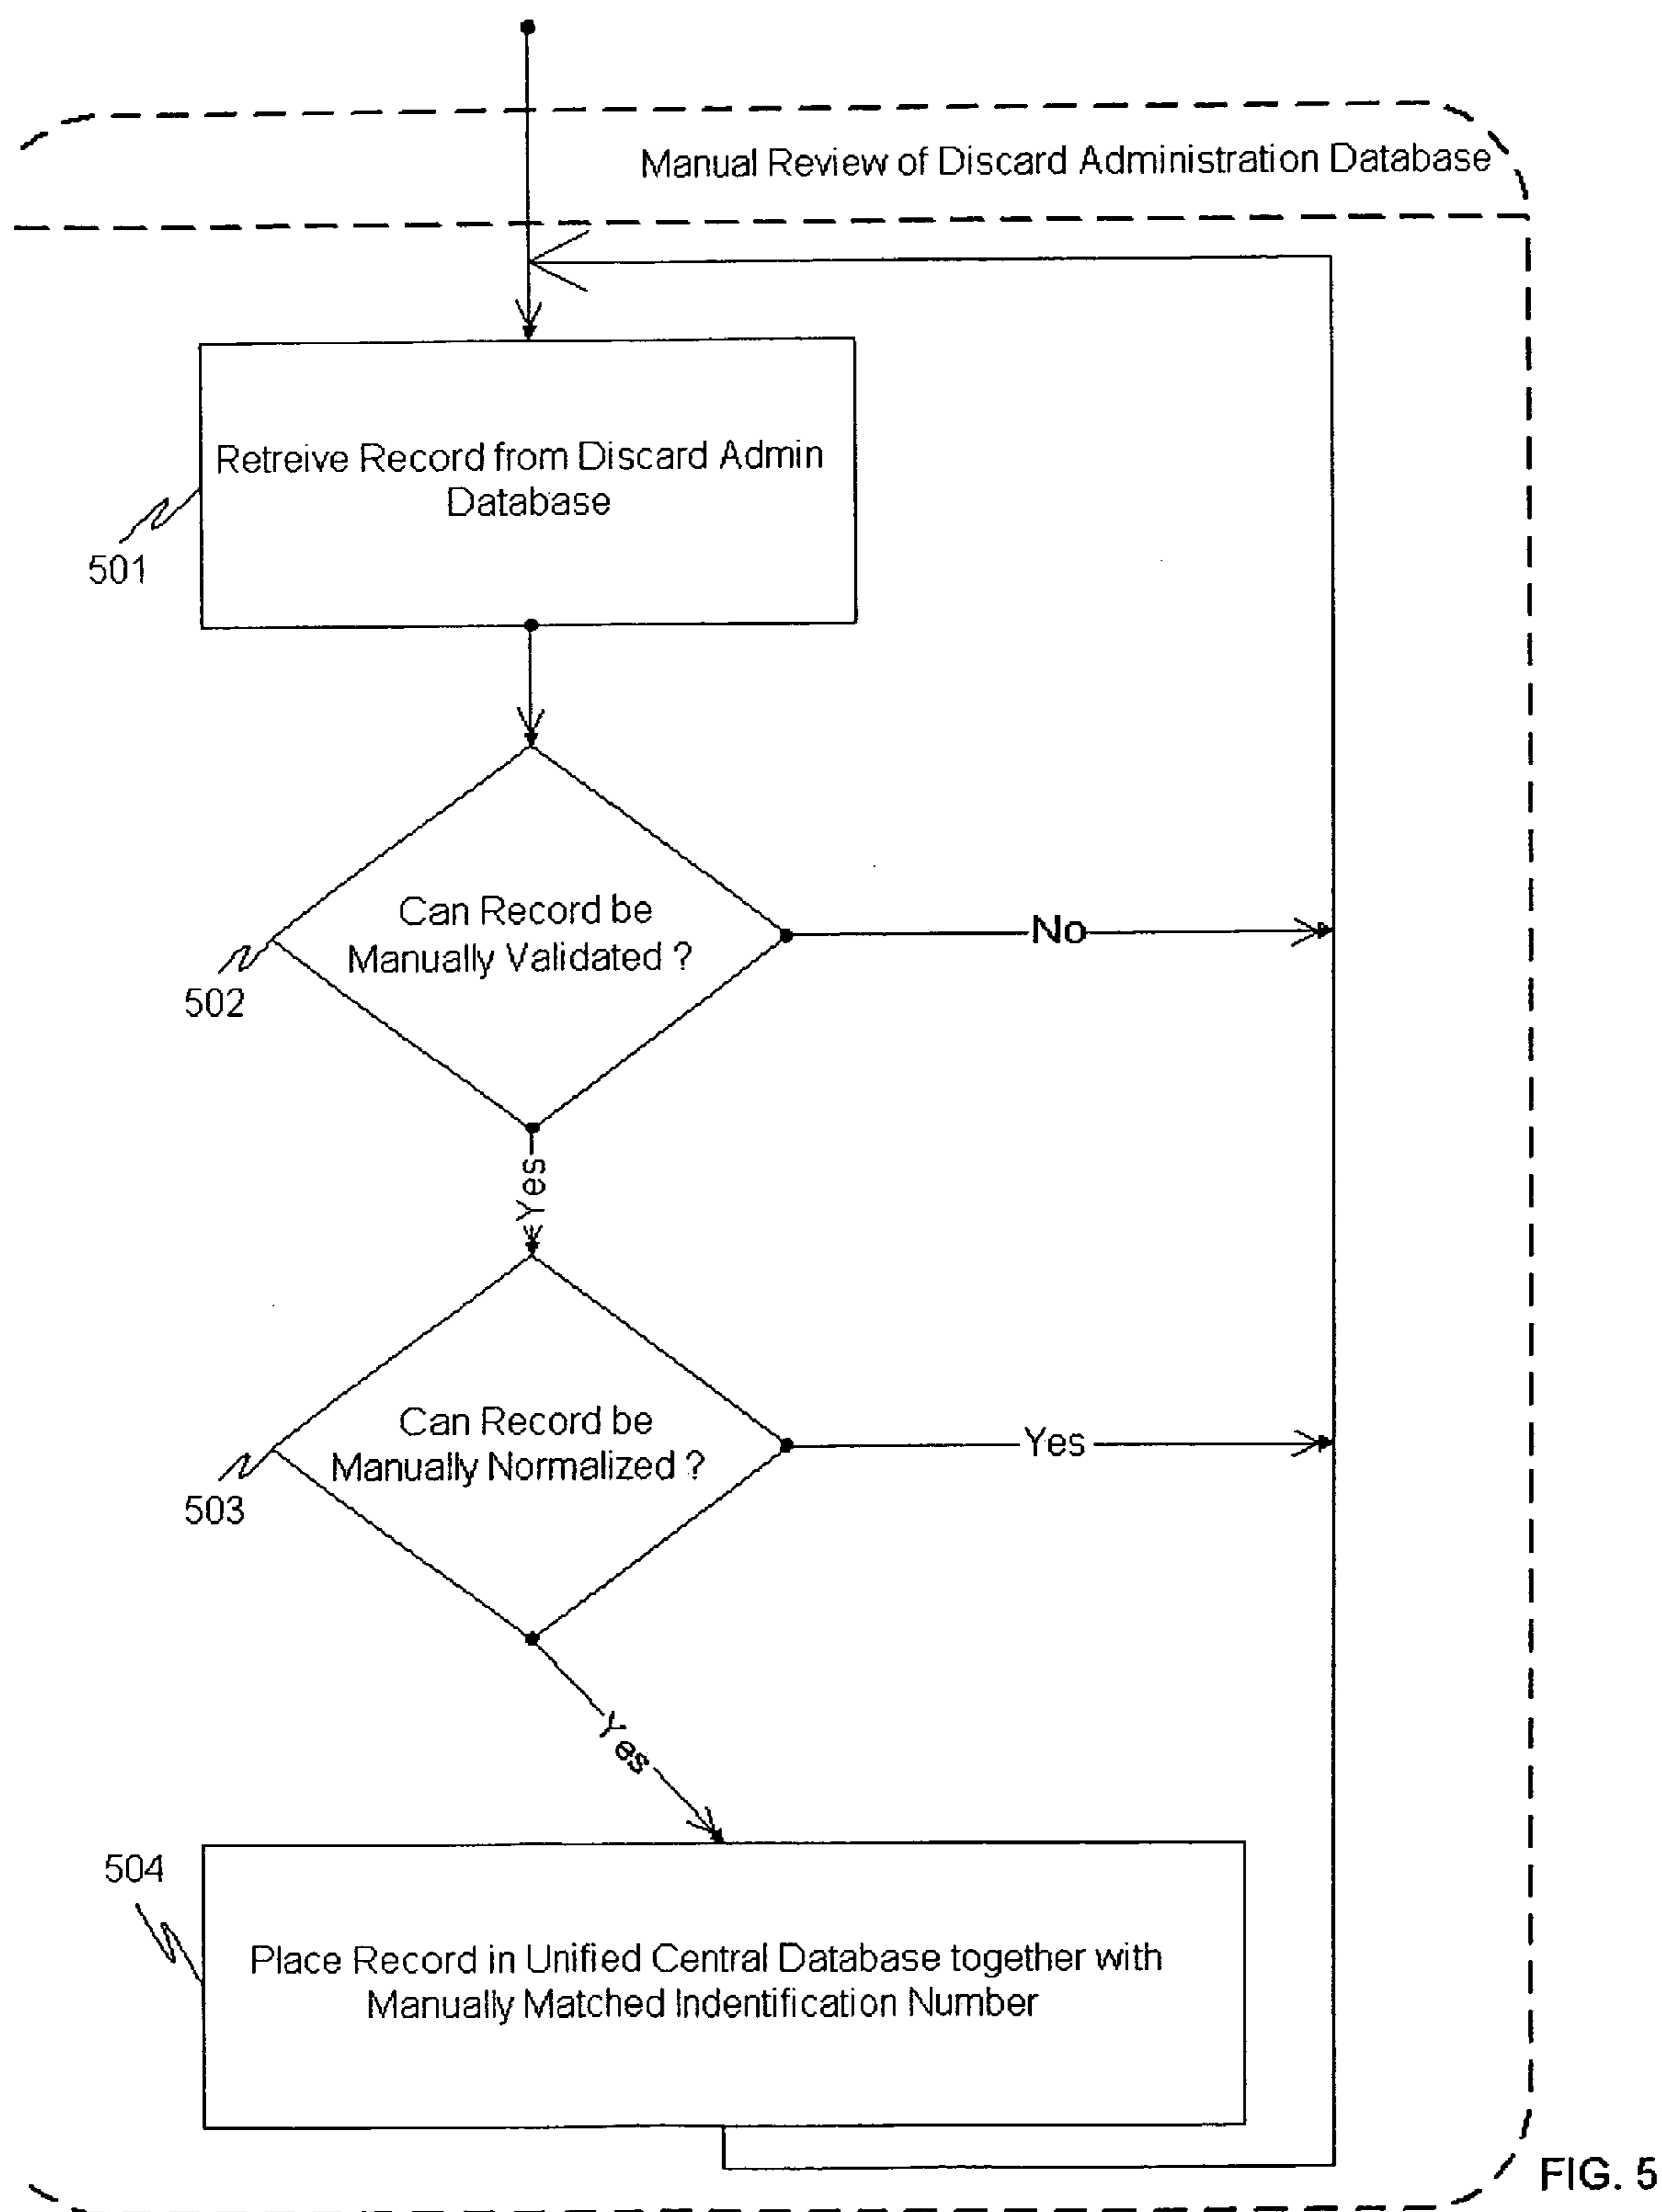 Manual Review of Discard Administration Database
Retreive Record from Discard Admin
Database
501
Can Record be
Manually Validated ?
No
502
Yes
Can Record be
Manually Normalized ?
Yes
503
Yes
504
Place Record in Unified Central Database together with
Manually Matched Indentification Number
FIG. 5